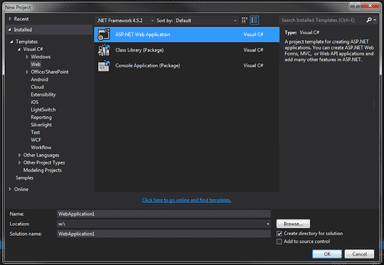 New Project
Recent
.NET Framework 4.5.2
Sort by:
Default
Search Installed Templates (Ctrl+E)
Installed
Templates
Visual C#
Windows
Web
Office/SharePoint
Android
Cloud
Extensibility
iOS
LightSwitch
Reporting
Silverlight
Test
WCF
Workflow
Other Languages
Other Project Types
Modeling Projects
Samples
Online
ASP.NET Web Application
Visual C#
Class Library (Package)
Visual C#
Console Application (Package)
Visual C#
Type: Visual C#
A project template for creating ASP.NET
applications. You can create ASP.NET Web
Forms, MVC, or Web API applications and
add many other features in ASP.NET.
Click here to go online and find templates.
Name:
WebApplication1
Location:
w:\
Browse...
Solution name:
WebApplication1
Create directory for solution
Add to source control
OK
Cancel